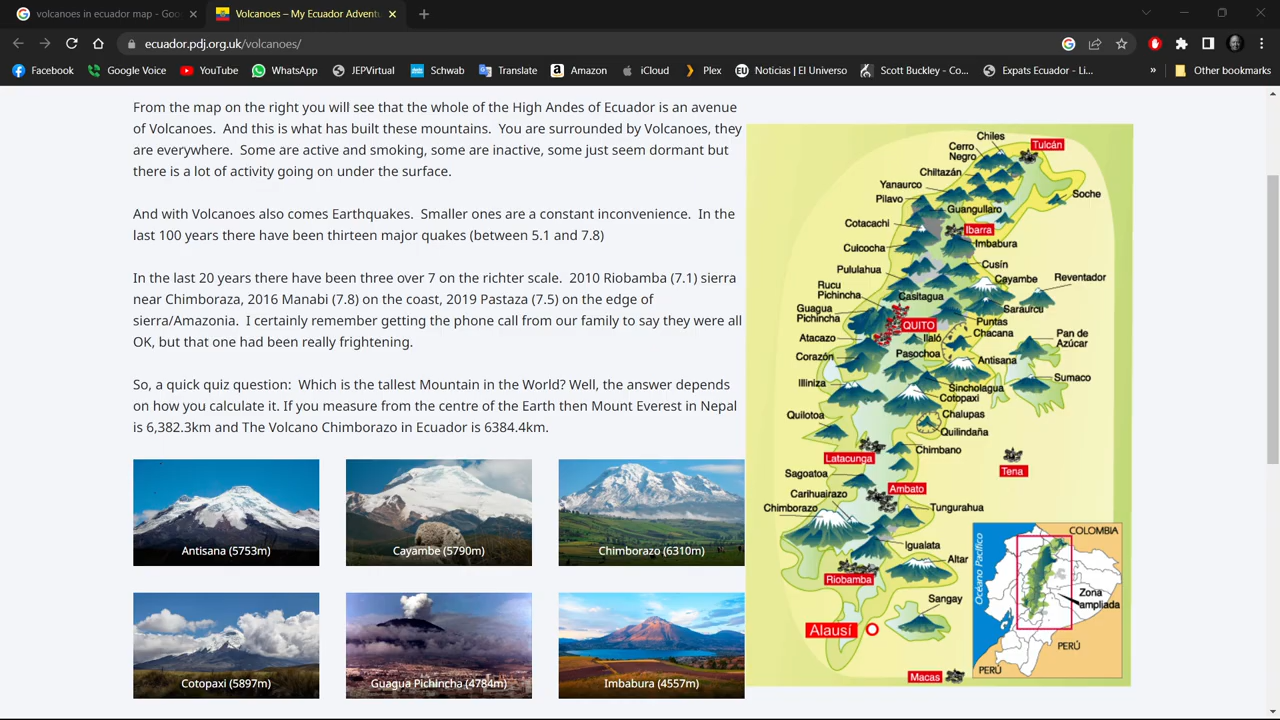 volcanoes in ecuador map - Goo
Volcanoes – My Ecuador Adventu
ecuador.pdj.org.uk/volcanoes/
Facebook
Google Voice
YouTube
WhatsApp
JEPVirtual
Schwab
Translate
Amazon
iCloud
Plex
Noticias | El Universo
Scott Buckley - Co...
Expats Ecuador - Li...
»
Other bookmarks
From the map on the right you will see that the whole of the High Andes of Ecuador is an avenue
of Volcanoes. And this is what has built these mountains. You are surrounded by Volcanoes, they
are everywhere. Some are active and smoking, some are inactive, some just seem dormant but
there is a lot of activity going on under the surface.
And with Volcanoes also comes Earthquakes. Smaller ones are a constant inconvenience. In the
last 100 years there have been thirteen major quakes (between 5.1 and 7.8)
In the last 20 years there have been three over 7 on the richter scale. 2010 Riobamba (7.1) sierra
near Chimboraza, 2016 Manabi (7.8) on the coast, 2019 Pastaza (7.5) on the edge of
sierra/Amazonia. I certainly remember getting the phone call from our family to say they were all
OK, but that one had been really frightening.
So, a quick quiz question: Which is the tallest Mountain in the World? Well, the answer depends
on how you calculate it. If you measure from the centre of the Earth then Mount Everest in Nepal
is 6,382.3km and The Volcano Chimborazo in Ecuador is 6384.4km.
Antisana (5753m)
Cayambe (5790m)
Chimborazo (6310m)
Cotopaxi (5897m)
Guagua Pichincha (4784m)
Imbabura (4557m)
Chiles
Tulcán
Cerro
Negro
Chiltazán
Yanaurco
Soche
Pilavo
Guangullaro
Cotacachi
Ibarra
Imbabura
Cuicocha
Cusín
Pululahua
Cayambe
Reventador
Rucu
Pichincha
Casitagua
Saraurcu
Guagua
Pichincha
Puntas
QUITO
Chacana
Pan de
Azúcar
Atacazo
Ilaló
Pasochoa
Corazón
Antisana
Sumaco
Illiniza
Sincholagua
Cotopaxi
Quilotoa
Chalupas
Quilindaña
Chimbano
Latacunga
Tena
Sagoatoa
Ambato
Carihuairazo
Chimborazo
Tungurahua
Igualata
Altar
Riobamba
Sangay
Alausí
Macas
COLOMBIA
Océano Pacífico
Zona
ampliada
PERÚ
PERÚ